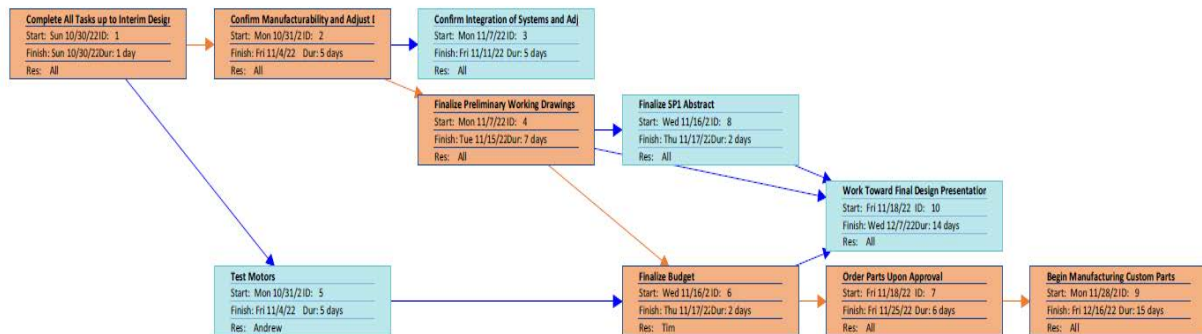 Complete All Tasks up to Interim Desig
Start: Sun 10/30/22 ID: 1
Finish: Sun 10/30/22 Dur: 1 day
Res: All
Confirm Manufacturability and Adjust
Start: Mon 10/31/2 ID: 2
Finish: Fri 11/4/22 Dur: 5 days
Res: All
Confirm Integration of Systems and Adj
Start: Mon 11/7/22 ID: 3
Finish: Fri 11/11/22 Dur: 5 days
Res: All
Finalize Preliminary Working Drawings
Start: Mon 11/7/22 ID: 4
Finish: Tue 11/15/22 Dur: 7 days
Res: All
Finalize SP1 Abstract
Start: Wed 11/16/2 ID: 8
Finish: Thu 11/17/2 Dur: 2 days
Res: All
Work Toward Final Design Presentation
Start: Fri 11/18/22 ID: 10
Finish: Wed 12/7/22 Dur: 14 days
Res: All
Test Motors
Start: Mon 10/31/2 ID: 5
Finish: Fri 11/4/22 Dur: 5 days
Res: Andrew
Finalize Budget
Start: Wed 11/16/2 ID: 6
Finish: Thu 11/17/2 Dur: 2 days
Res: Tim
Order Parts Upon Approval
Start: Fri 11/18/22 ID: 7
Finish: Fri 11/25/22 Dur: 6 days
Res: All
Begin Manufacturing Custom Parts
Start: Mon 11/28/2 ID: 9
Finish: Fri 12/16/22 Dur: 15 days
Res: All